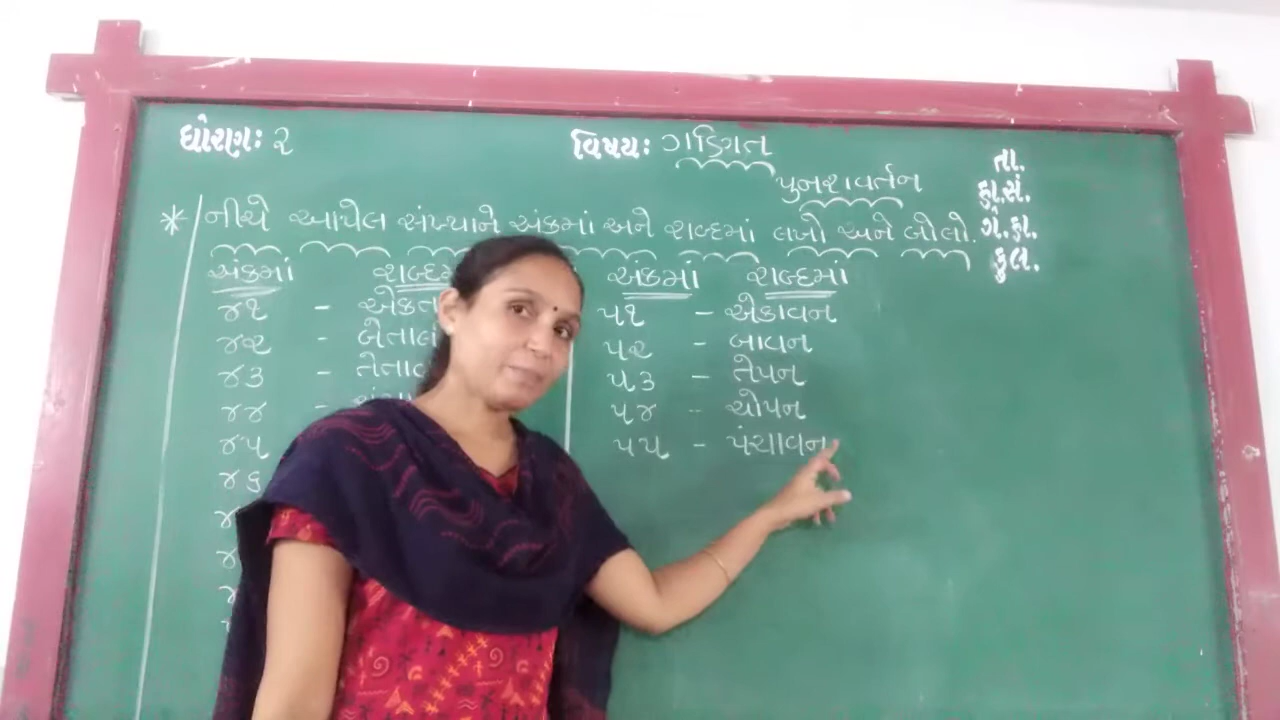 ધોરણ: ૨ વિષય: ગણિત તા.
પુનરાવર્તન ફા.સં.
* નીચે આપેલ સંખ્યાને અંકમાં અને શબ્દમાં લખો અને બોલો. ગે.હા.
કુલ.
અંકમાં અંકમાં શબ્દમાં
૪૧ - ૫૧ - એકાવન
૪૨ - ૫૨ - બાવન
૪૩ - ૫૩ - તેપન
૪૪ - ૫૪ - ચોપન
૪૫ ૫૫ - પંચાવન
૪૬